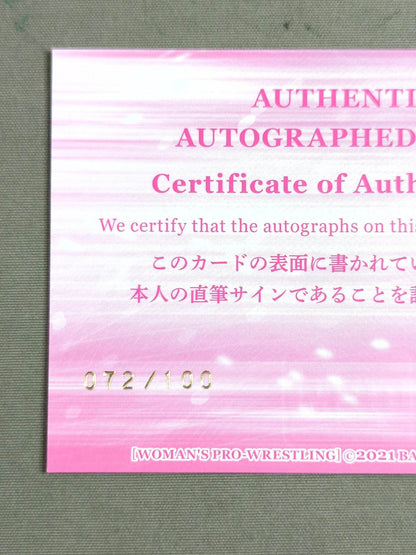 AUTHENTI
AUTOGRAPHED
Certificate of Auth
We certify that the autographs on this
このカードの表面に書かれてい
本人の直筆サインであることを
072/100
[WOMAN'S PRO-WRESTLING] ©2021 BA